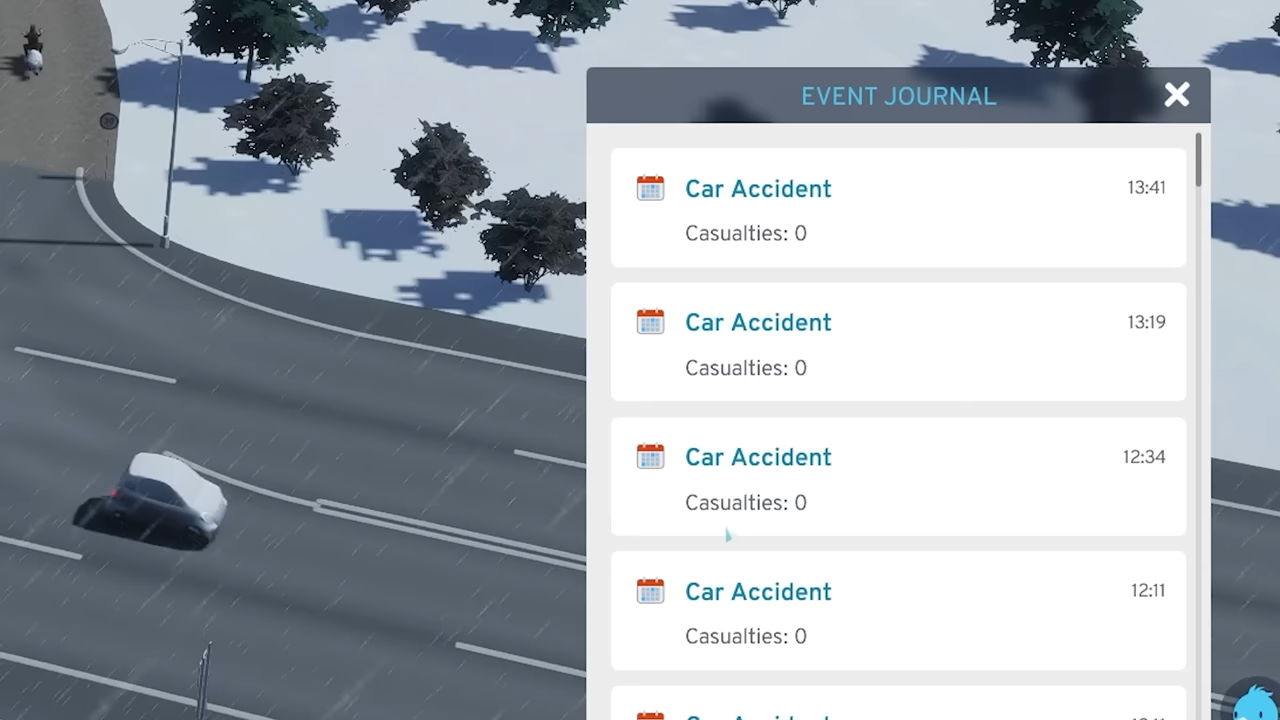 EVENT JOURNAL
Car Accident 13:41
Casualties: 0
Car Accident 13:19
Casualties: 0
Car Accident 12:34
Casualties: 0
Car Accident 12:11
Casualties: 0